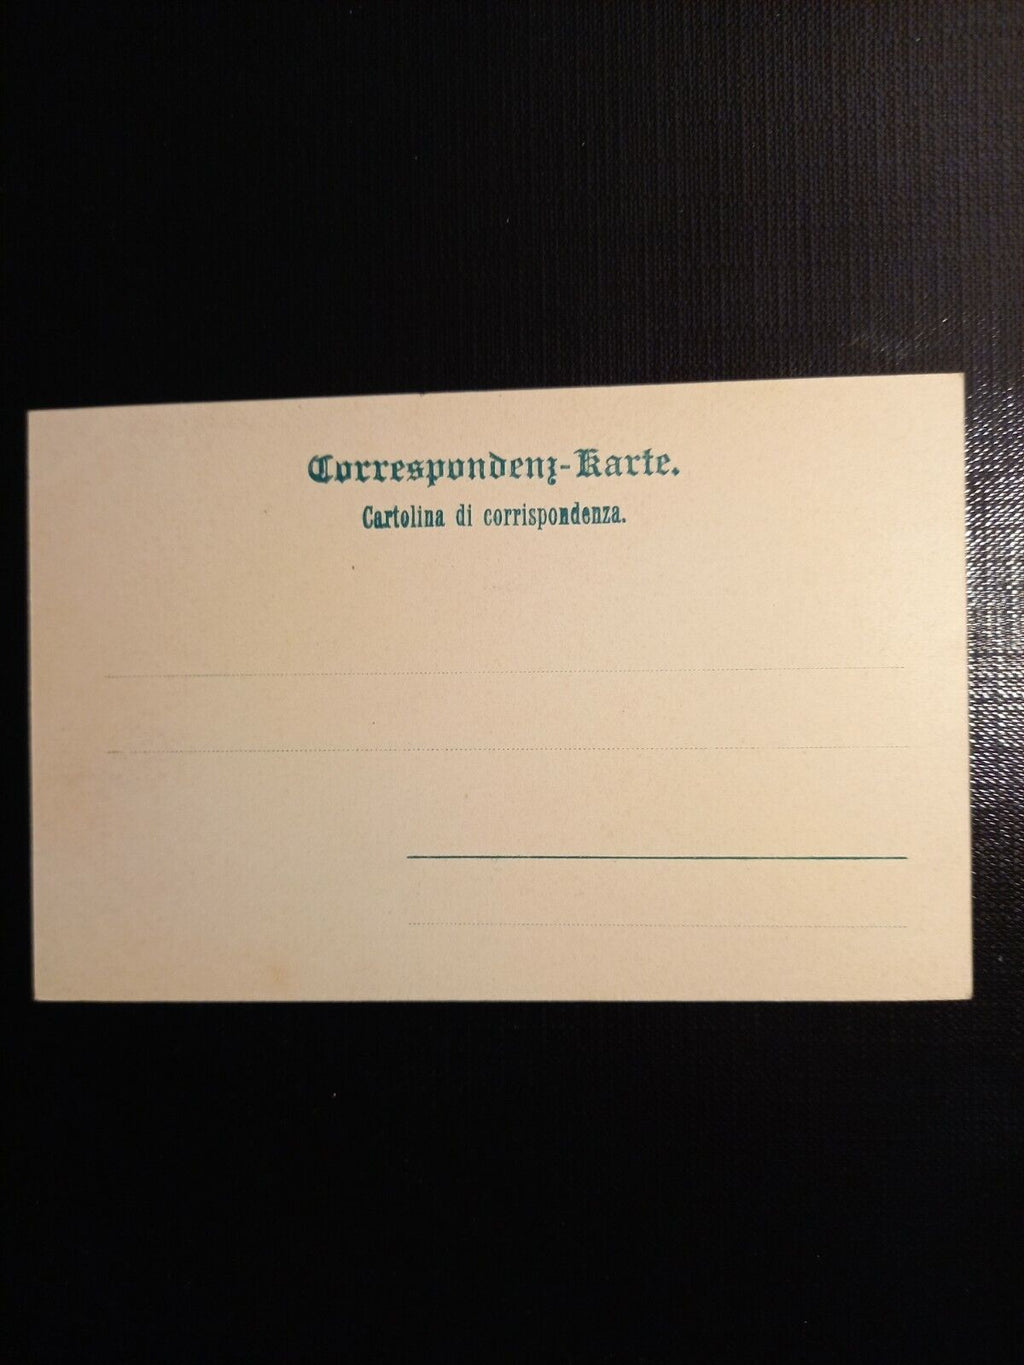 Correspondenz-Karte.
Cartolina di corrispondenza.